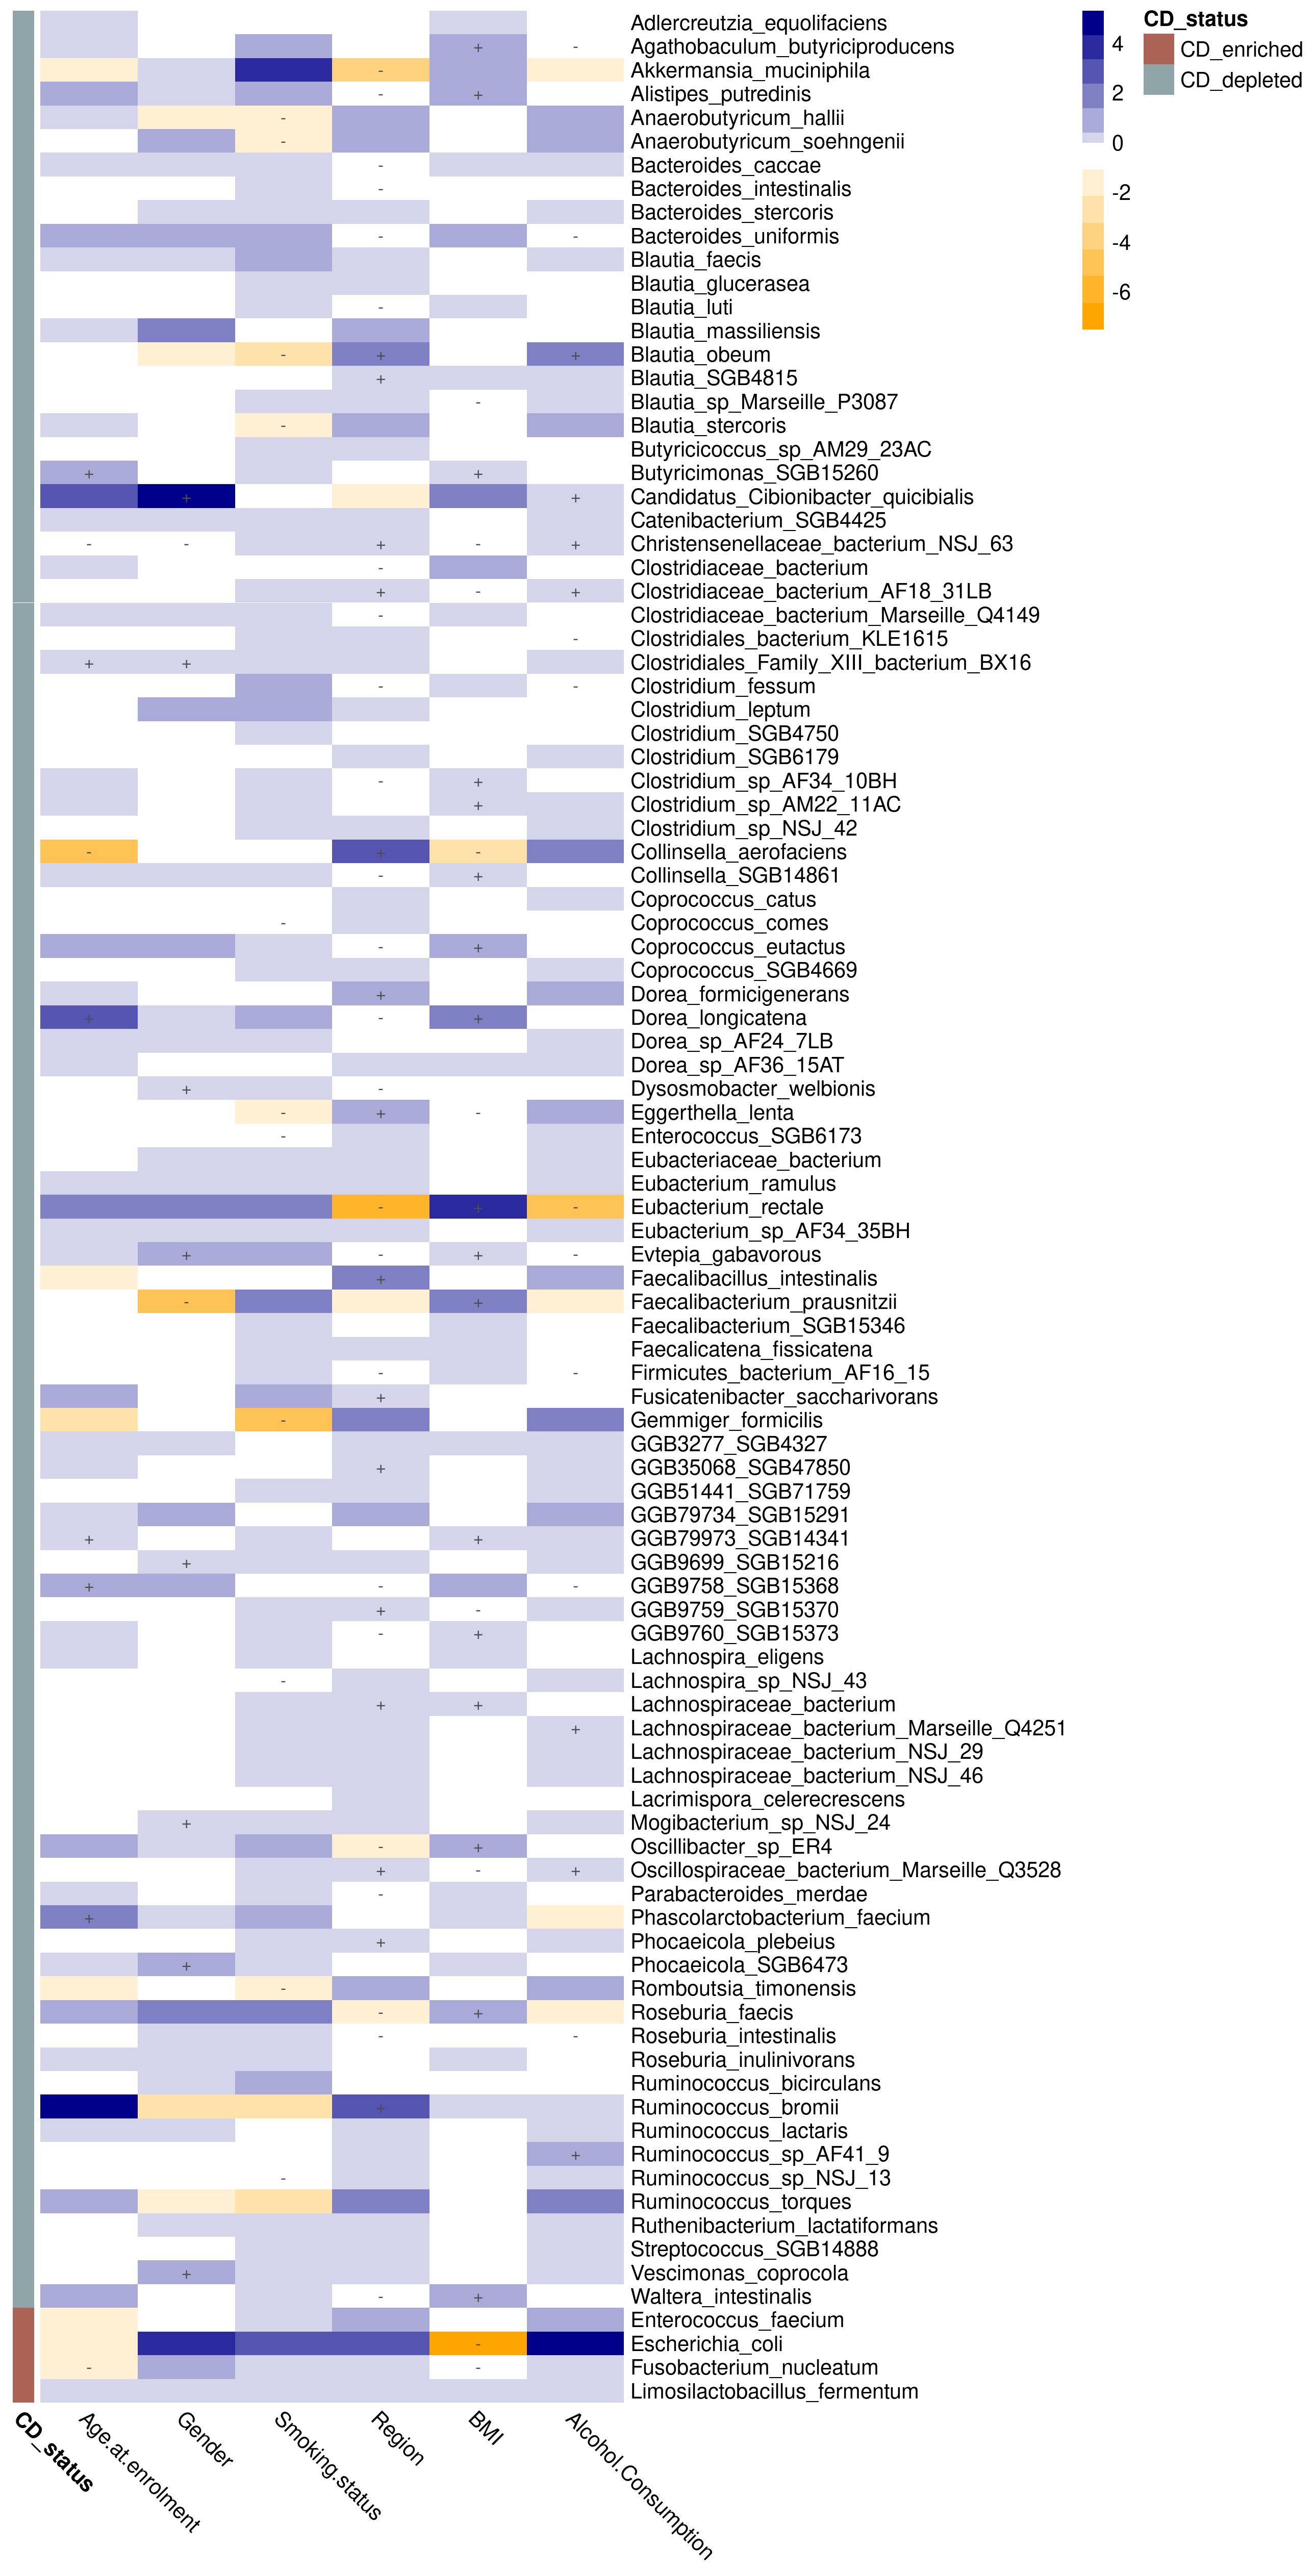 Adlercreutzia_equolifaciens
Agathobaculum_butyriciproducens
+ -
Akkermansia_muciniphila
-
Alistipes_putredinis
- +
Anaerobutyricum_hallii
-
Anaerobutyricum_soehngenii
-
Bacteroides_caccae
-
Bacteroides_intestinalis
-
Bacteroides_stercoris
Bacteroides_uniformis
- -
Blautia_faecis
Blautia_glucerasea
Blautia_luti
-
Blautia_massiliensis
Blautia_obeum
- + +
Blautia_SGB4815
+
Blautia_sp_Marseille_P3087
-
Blautia_stercoris
-
Butyricicoccus_sp_AM29_23AC
Butyricimonas_SGB15260
+ +
Candidatus_Cibionibacter_quicibialis
+ +
Catenibacterium_SGB4425
Christensenellaceae_bacterium_NSJ_63
- - + - +
Clostridiaceae_bacterium
-
Clostridiaceae_bacterium_AF18_31LB
+ - +
Clostridiaceae_bacterium_Marseille_Q4149
-
Clostridiales_bacterium_KLE1615
-
Clostridiales_Family_XIII_bacterium_BX16
+ +
Clostridium_fessum
- -
Clostridium_leptum
Clostridium_SGB4750
Clostridium_SGB6179
Clostridium_sp_AF34_10BH
- +
Clostridium_sp_AM22_11AC
+
Clostridium_sp_NSJ_42
Collinsella_aerofaciens
- + -
Collinsella_SGB14861
- +
Coprococcus_catus
Coprococcus_comes
-
Coprococcus_eutactus
- +
Coprococcus_SGB4669
Dorea_formicigenerans
+
Dorea_longicatena
+ - +
Dorea_sp_AF24_7LB
Dorea_sp_AF36_15AT
Dysosmobacter_welbionis
+ -
Eggerthella_lenta
- + -
Enterococcus_SGB6173
-
Eubacteriaceae_bacterium
Eubacterium_ramulus
Eubacterium_rectale
- + -
Eubacterium_sp_AF34_35BH
Evtepia_gabavorous
+ - + -
Faecalibacillus_intestinalis
+
Faecalibacterium_prausnitzii
- +
Faecalibacterium_SGB15346
Faecalicatena_fissicatena
Firmicutes_bacterium_AF16_15
- -
Fusicatenibacter_saccharivorans
+
Gemmiger_formicilis
-
GGB3277_SGB4327
GGB35068_SGB47850
+
GGB51441_SGB71759
GGB79734_SGB15291
GGB79973_SGB14341
+ +
GGB9699_SGB15216
+
GGB9758_SGB15368
+ - -
GGB9759_SGB15370
+ -
GGB9760_SGB15373
- +
Lachnospira_eligens
Lachnospira_sp_NSJ_43
-
Lachnospiraceae_bacterium
+ +
Lachnospiraceae_bacterium_Marseille_Q4251
+
Lachnospiraceae_bacterium_NSJ_29
Lachnospiraceae_bacterium_NSJ_46
Lacrimispora_celerecrescens
Mogibacterium_sp_NSJ_24
+
Oscillibacter_sp_ER4
- +
Oscillospiraceae_bacterium_Marseille_Q3528
+ - +
Parabacteroides_merdae
-
Phascolarctobacterium_faecium
+
Phocaeicola_plebeius
+
Phocaeicola_SGB6473
+
Romboutsia_timonensis
-
Roseburia_faecis
- +
Roseburia_intestinalis
- -
Roseburia_inulinivorans
Ruminococcus_bicirculans
Ruminococcus_bromii
+
Ruminococcus_lactaris
Ruminococcus_sp_AF41_9
+
Ruminococcus_sp_NSJ_13
-
Ruminococcus_torques
Ruthenibacterium_lactatiformans
Streptococcus_SGB14888
Vescimonas_coprocola
+
Waltera_intestinalis
- +
Enterococcus_faecium
Escherichia_coli
-
Fusobacterium_nucleatum
- -
Limosilactobacillus_fermentum
CD_status
Age.at.enrolment
Gender
Smoking.status
Region
BMI
Alcohol.Consumption
4
2
0
-2
-4
-6
CD_status
CD_enriched
CD_depleted